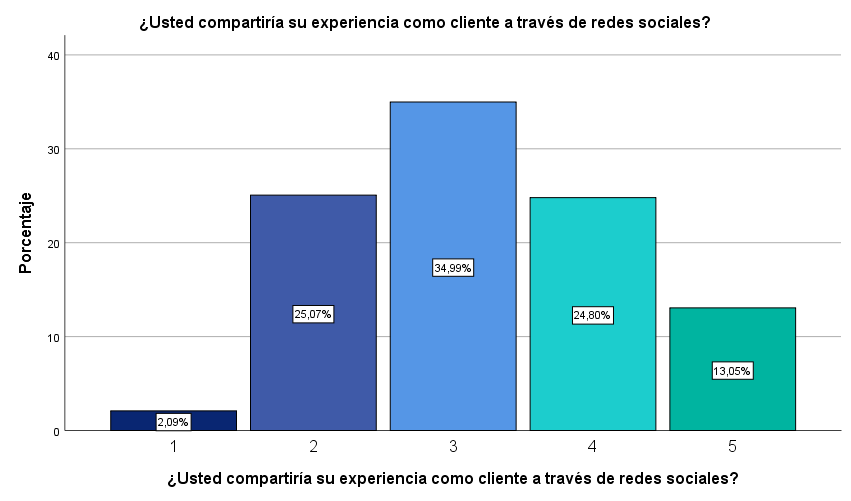 ¿Usted compartiría su experiencia como cliente a través de redes sociales?
Porcentaje
40
30
20
10
0
2,09%
25,07%
34,99%
24,80%
13,05%
1 2 3 4 5
¿Usted compartiría su experiencia como cliente a través de redes sociales?